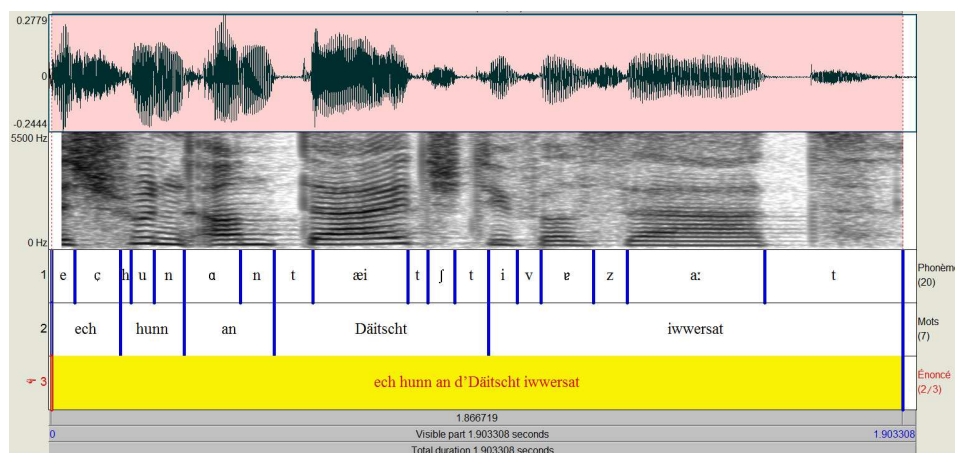 0.2779
0
-0.2444
5500 Hz
0 Hz
1 e ç h u n ɑ n t æi t ʃ t i v ɐ z aː t Phonème
(20)
2 ech hunn an Däitscht iwwersat Mots
(7)
3 ech hunn an d’Däitscht iwwersat Énoncé
(2/3)
1.866719
0 Visible part 1.903308 seconds 1.903308
Total duration 1.903308 seconds